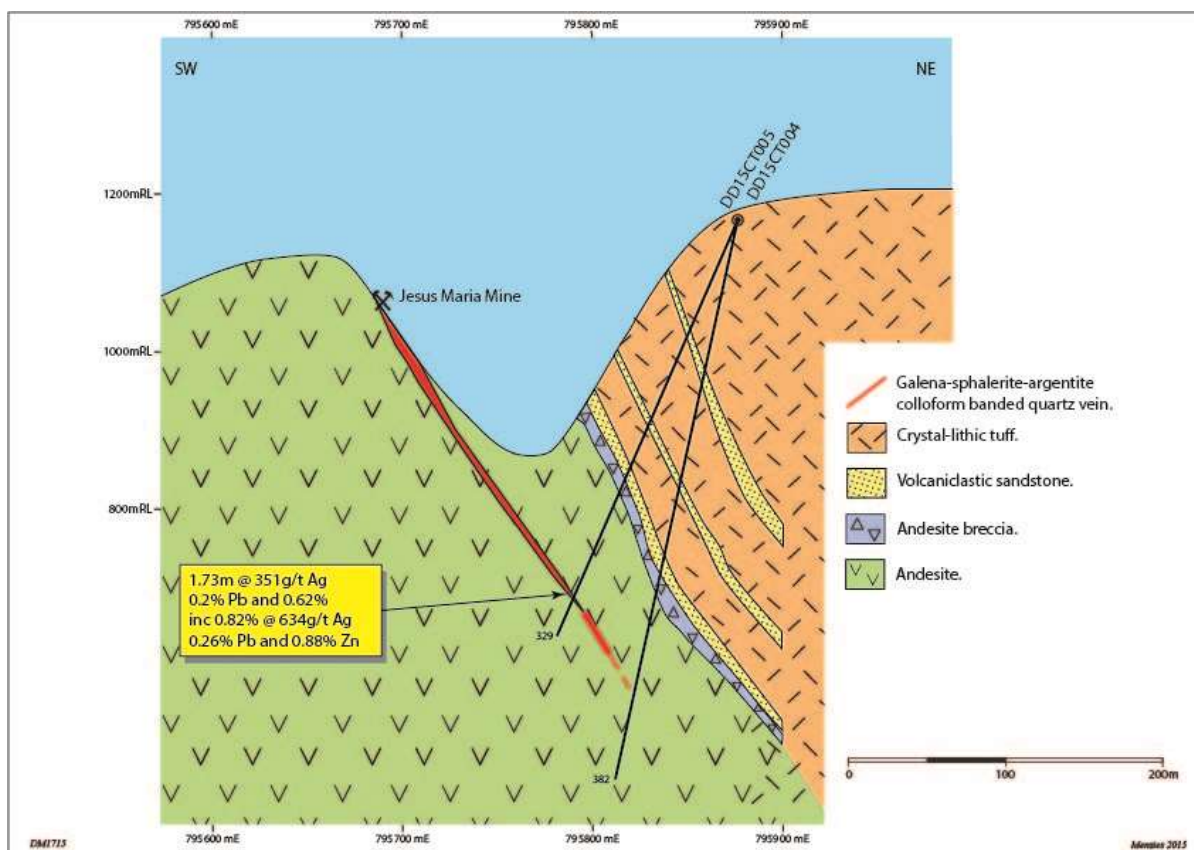 795600 mE
795700 mE
795800 mE
795900 mE
SW
NE
DD15CT005
DD15CT004
1200mRL
Jesus Maria Mine
1000mRL
800mRL
Galena-sphalerite-argentite
colloform banded quartz vein.
Crystal-lithic tuff.
Volcaniclastic sandstone.
Andesite breccia.
Andesite.
1.73m @ 351g/t Ag
0.2% Pb and 0.62%
inc 0.82% @ 634g/t Ag
0.26% Pb and 0.88% Zn
329
382
0
100
200m
795600 mE
795700 mE
795800 mE
795900 mE
DM1715
Menzies 2015